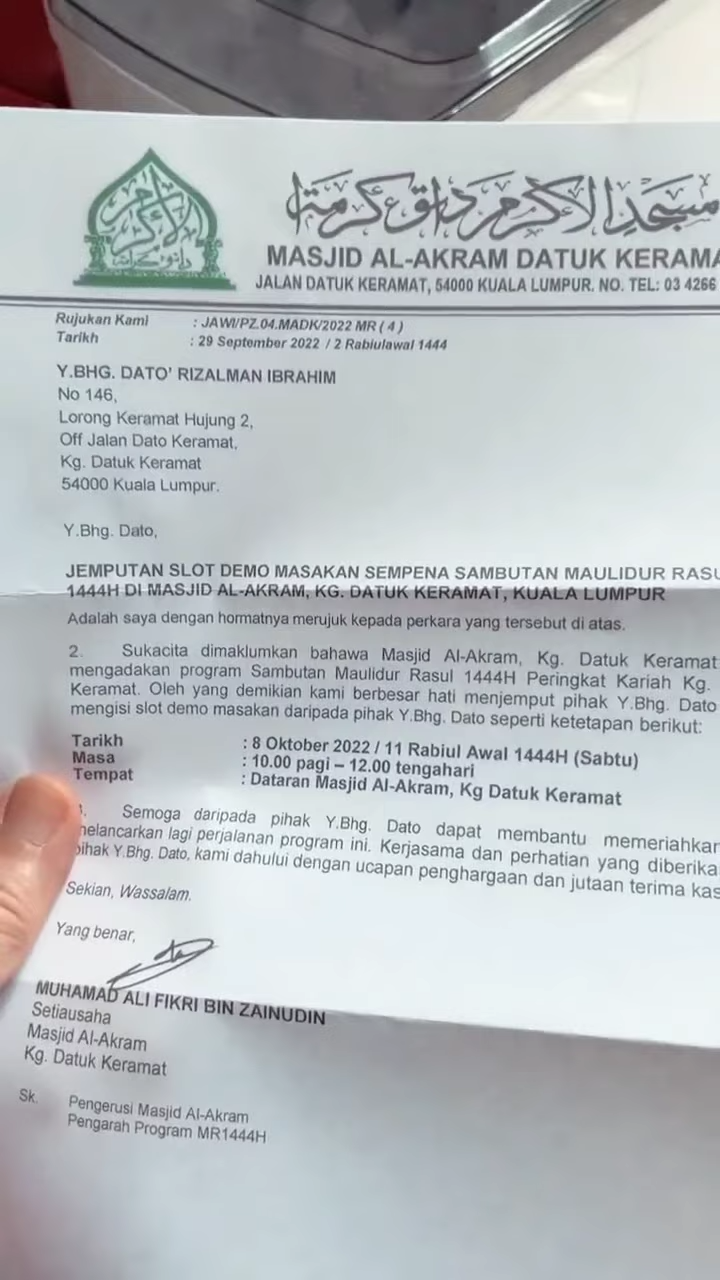 مسجد الاكرم داتوق كرامة
MASJID AL-AKRAM DATUK KERAMA
JALAN DATUK KERAMAT, 54000 KUALA LUMPUR. NO. TEL: 03 4266
Rujukan Kami : JAWI/PZ.04.MADK/2022 MR ( 4 )
Tarikh : 29 September 2022 / 2 Rabiulawal 1444
Y.BHG. DATO' RIZALMAN IBRAHIM
No 146,
Lorong Keramat Hujung 2,
Off Jalan Dato Keramat,
Kg. Datuk Keramat
54000 Kuala Lumpur.
Y.Bhg. Dato,
JEMPUTAN SLOT DEMO MASAKAN SEMPENA SAMBUTAN MAULIDUR RASU
1444H DI MASJID AL-AKRAM, KG. DATUK KERAMAT, KUALA LUMPUR
Adalah saya dengan hormatnya merujuk kepada perkara yang tersebut di atas.
2. Sukacita dimaklumkan bahawa Masjid Al-Akram, Kg. Datuk Keramat
mengadakan program Sambutan Maulidur Rasul 1444H Peringkat Kariah Kg.
Keramat. Oleh yang demikian kami berbesar hati menjemput pihak Y.Bhg. Dato
mengisi slot demo masakan daripada pihak Y.Bhg. Dato seperti ketetapan berikut:
Tarikh : 8 Oktober 2022 / 11 Rabiul Awal 1444H (Sabtu)
Masa : 10.00 pagi – 12.00 tengahari
Tempat : Dataran Masjid Al-Akram, Kg Datuk Keramat
Semoga daripada pihak Y.Bhg. Dato dapat membantu memeriahkan
melancarkan lagi perjalanan program ini. Kerjasama dan perhatian yang diberika
pihak Y.Bhg. Dato, kami dahului dengan ucapan penghargaan dan jutaan terima kas
Sekian, Wassalam.
Yang benar,
MUHAMAD ALI FIKRI BIN ZAINUDIN
Setiausaha
Masjid Al-Akram
Kg. Datuk Keramat
Sk. Pengerusi Masjid Al-Akram
Pengarah Program MR1444H